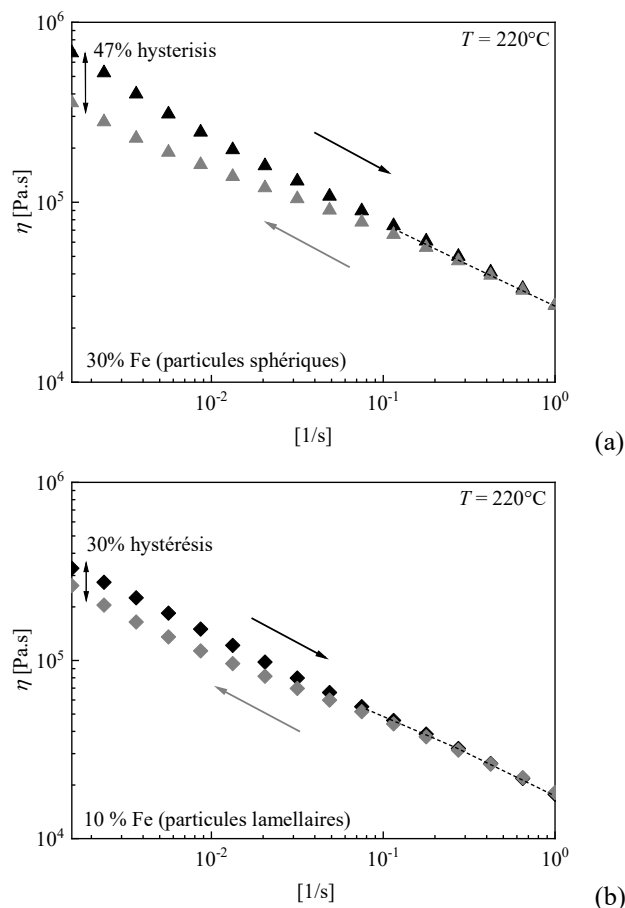 10⁶
T = 220°C
47% hysterisis
10⁵
η [Pa.s]
30% Fe (particules sphériques)
10⁴
10⁻² 10⁻¹ 10⁰
[1/s]
(a)
10⁶
T = 220°C
30% hystérésis
10⁵
η [Pa.s]
10 % Fe (particules lamellaires)
10⁴
10⁻² 10⁻¹ 10⁰
[1/s]
(b)